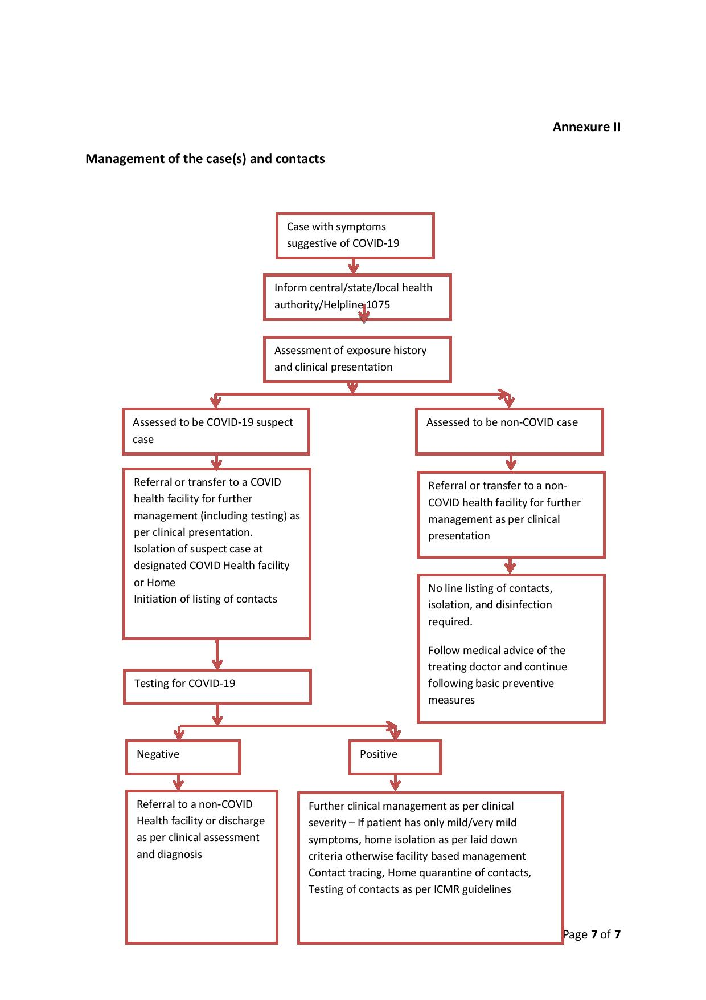 Annexure II
Management of the case(s) and contacts
Case with symptoms
suggestive of COVID-19
Inform central/state/local health
authority/Helpline 1075
Assessment of exposure history
and clinical presentation
Assessed to be COVID-19 suspect
case
Assessed to be non-COVID case
Referral or transfer to a COVID
health facility for further
management (including testing) as
per clinical presentation.
Isolation of suspect case at
designated COVID Health facility
or Home
Initiation of listing of contacts
Referral or transfer to a non-
COVID health facility for further
management as per clinical
presentation
No line listing of contacts,
isolation, and disinfection
required.
Follow medical advice of the
treating doctor and continue
following basic preventive
measures
Testing for COVID-19
Negative
Positive
Referral to a non-COVID
Health facility or discharge
as per clinical assessment
and diagnosis
Further clinical management as per clinical
severity – If patient has only mild/very mild
symptoms, home isolation as per laid down
criteria otherwise facility based management
Contact tracing, Home quarantine of contacts,
Testing of contacts as per ICMR guidelines
Page 7 of 7